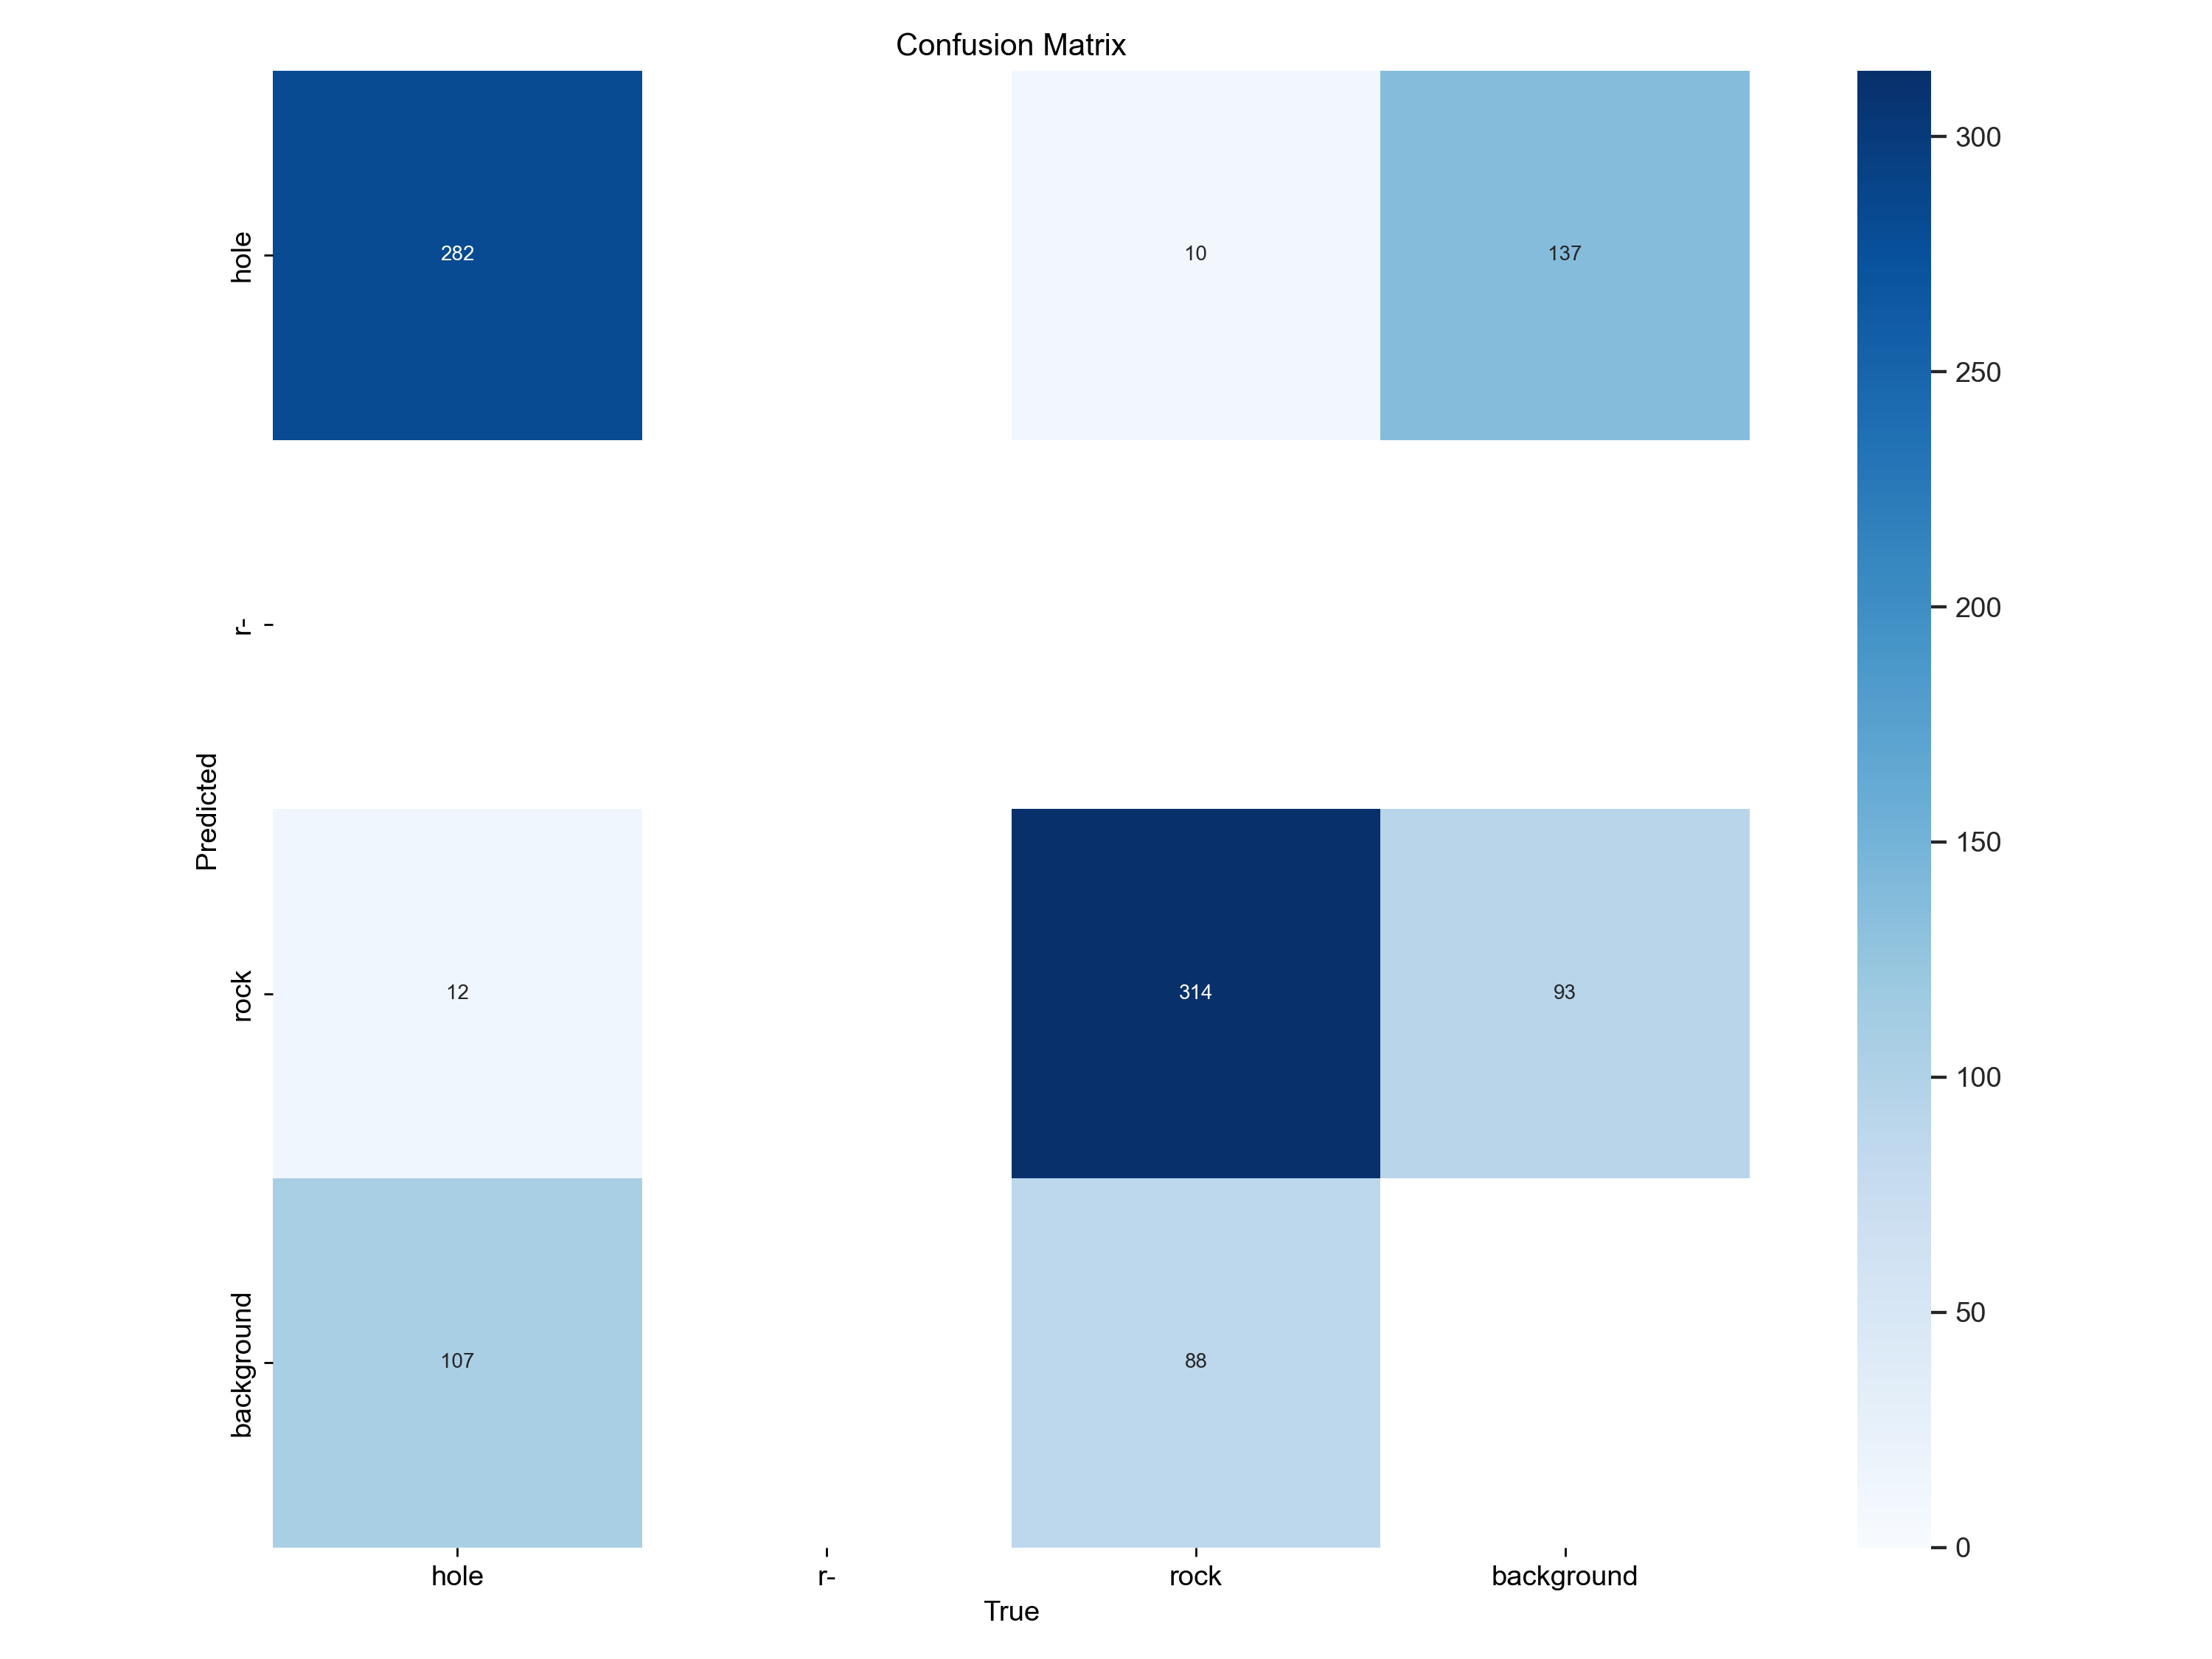 Confusion Matrix
hole
282
10
137
300
250
200
r-
Predicted
150
rock
12
314
93
100
background
107
88
50
0
hole
r-
rock
background
True